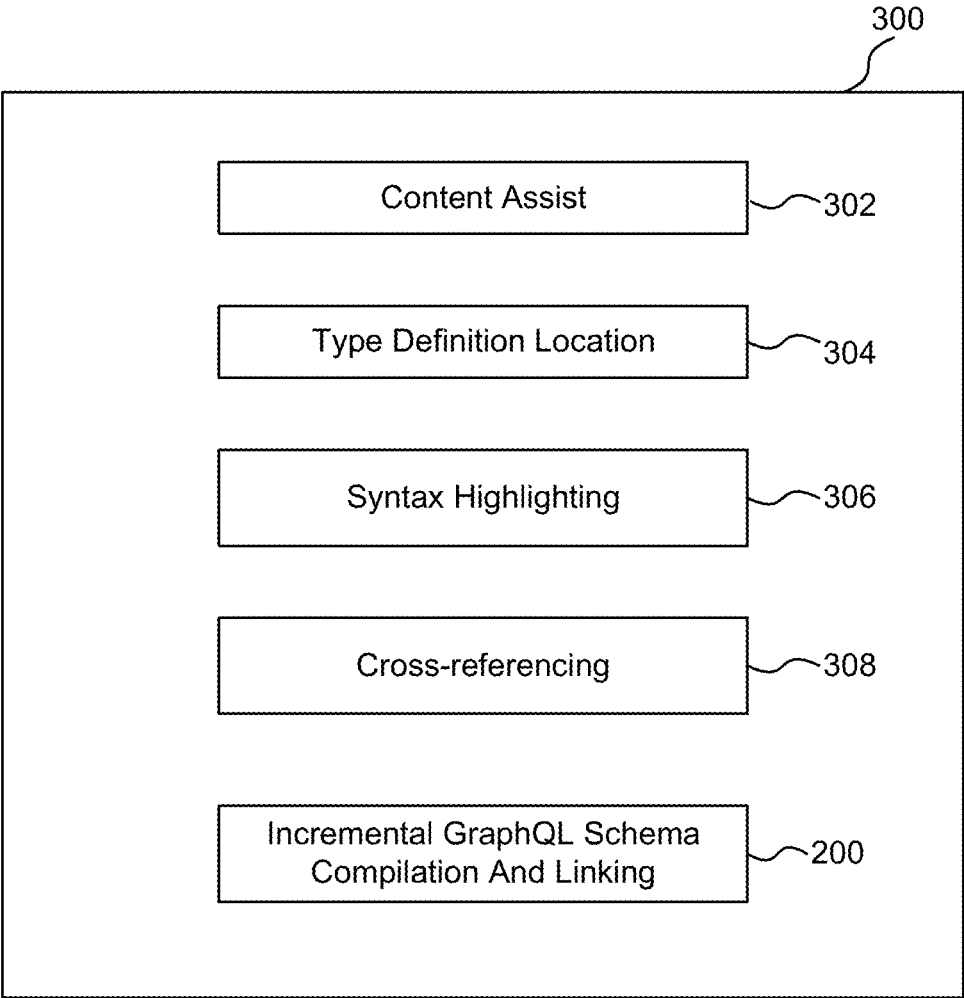 300
Content Assist
302
Type Definition Location
304
Syntax Highlighting
306
Cross-referencing
308
Incremental GraphQL Schema
Compilation And Linking
200